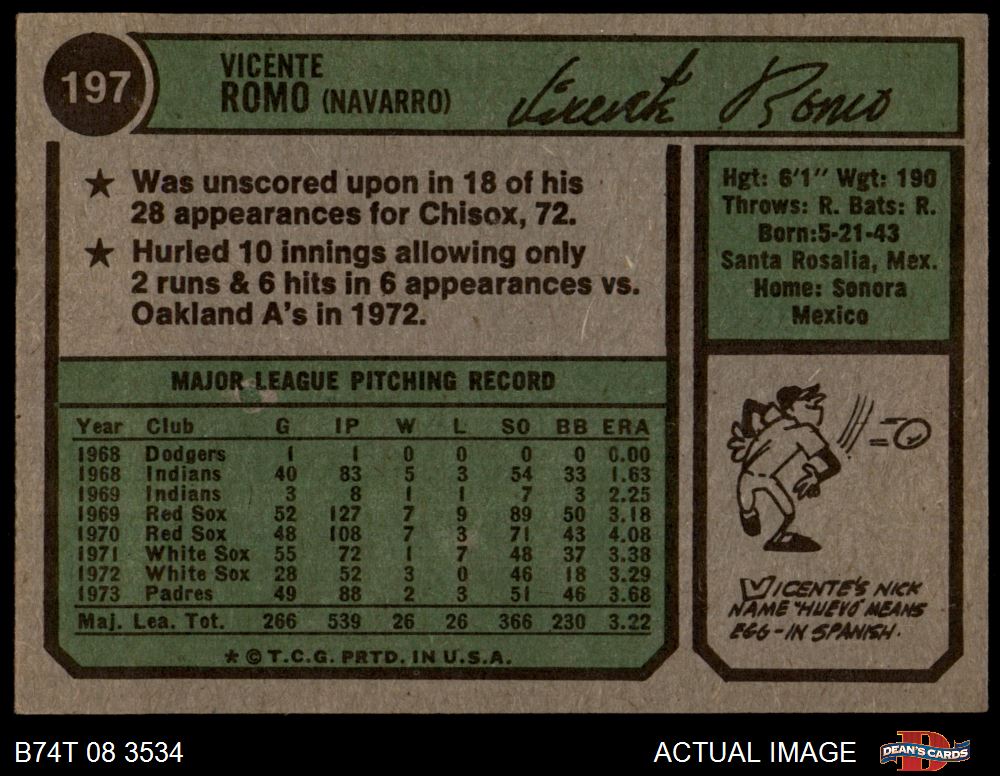 197
VICENTE
ROMO (NAVARRO)
Vicente Romo
★ Was unscored upon in 18 of his
28 appearances for Chisox, 72.
★ Hurled 10 innings allowing only
2 runs & 6 hits in 6 appearances vs.
Oakland A's in 1972.
Hgt: 6'1" Wgt: 190
Throws: R. Bats: R.
Born:5-21-43
Santa Rosalia, Mex.
Home: Sonora
Mexico
MAJOR LEAGUE PITCHING RECORD
Year Club G IP W L SO BB ERA
1968 Dodgers 1 1 0 0 0 0 0.00
1968 Indians 40 83 5 3 54 33 1.63
1969 Indians 3 8 1 1 7 3 2.25
1969 Red Sox 52 127 7 9 89 50 3.18
1970 Red Sox 48 108 7 3 71 43 4.08
1971 White Sox 55 72 1 7 48 37 3.38
1972 White Sox 28 52 3 0 46 18 3.29
1973 Padres 49 88 2 3 51 46 3.68
Maj. Lea. Tot. 266 539 26 26 366 230 3.22
* © T.C.G. PRTD. IN U.S.A.
VICENTE'S NICK
NAME "HUEVO" MEANS
EGG - IN SPANISH.
B74T 08 3534
ACTUAL IMAGE
D
DEAN'S CARDS